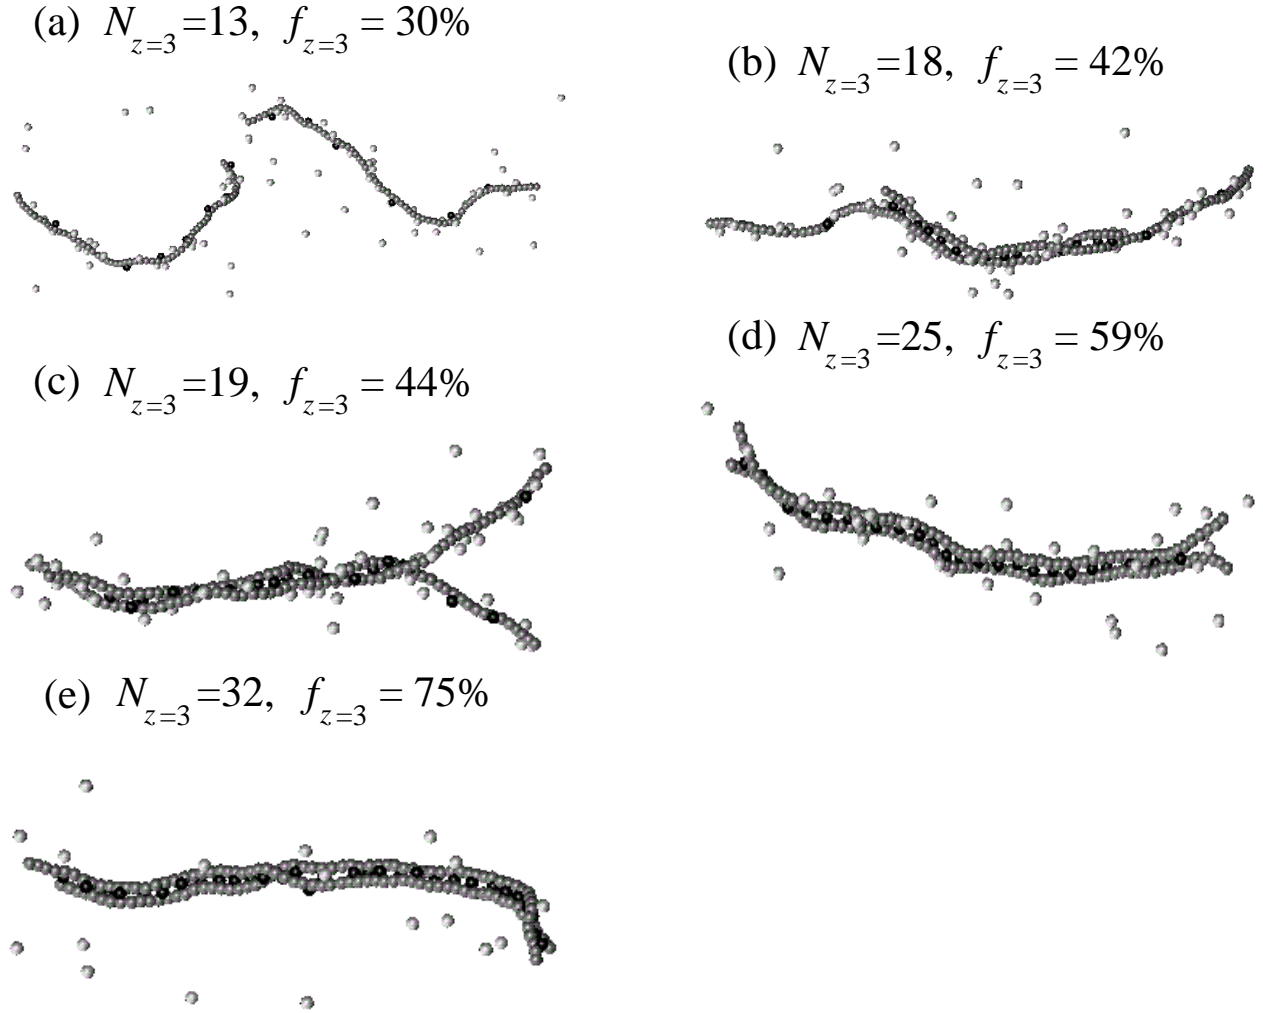 (a) N_{z=3}=13, f_{z=3} = 30%
(b) N_{z=3}=18, f_{z=3} = 42%
(c) N_{z=3}=19, f_{z=3} = 44%
(d) N_{z=3}=25, f_{z=3} = 59%
(e) N_{z=3}=32, f_{z=3} = 75%